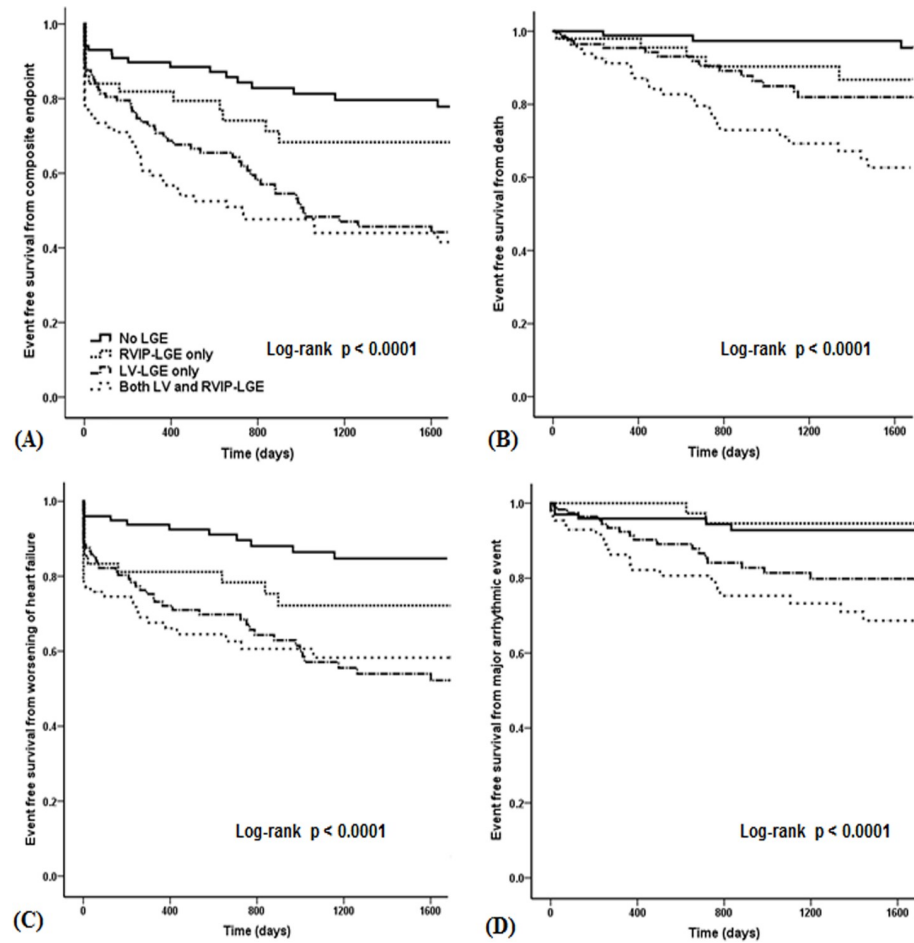 Event free survival from composite endpoint
1.0
0.8
0.6
0.4
0.2
0.0
No LGE
RVIP-LGE only
LV-LGE only
Both LV and RVIP-LGE
Log-rank p < 0.0001
0 400 800 1200 1600
Time (days)
(A)
Event free survival from death
1.0
0.8
0.6
0.4
0.2
0.0
Log-rank p < 0.0001
0 400 800 1200 1600
Time (days)
(B)
Event free survival from worsening of heart failure
1.0
0.8
0.6
0.4
0.2
0.0
Log-rank p < 0.0001
0 400 800 1200 1600
Time (days)
(C)
Event free survival from major arrhythmic event
1.0
0.8
0.6
0.4
0.2
0.0
Log-rank p < 0.0001
0 400 800 1200 1600
Time (days)
(D)